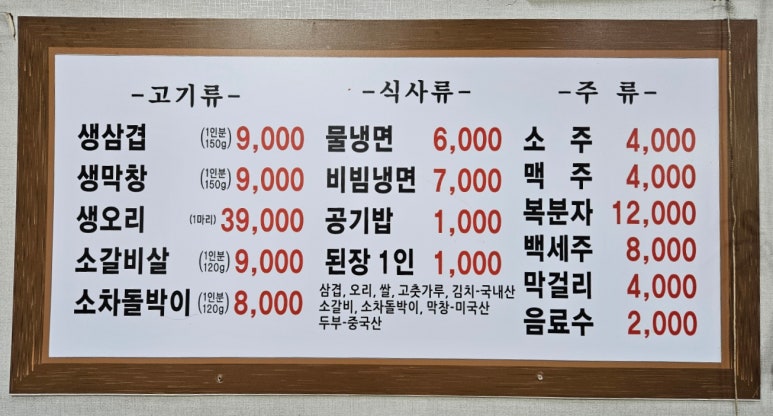 -고기류-
생삼겹 (1인분 150g) 9,000
생막창 (1인분 150g) 9,000
생오리 (1마리) 39,000
소갈비살 (1인분 120g) 9,000
소차돌박이 (1인분 120g) 8,000
-식사류-
물냉면 6,000
비빔냉면 7,000
공기밥 1,000
된장 1인 1,000
삼겹, 오리, 쌀, 고춧가루, 김치-국내산
소갈비, 소차돌박이, 막창-미국산
두부-중국산
-주 류-
소 주 4,000
맥 주 4,000
복분자 12,000
백세주 8,000
막걸리 4,000
음료수 2,000